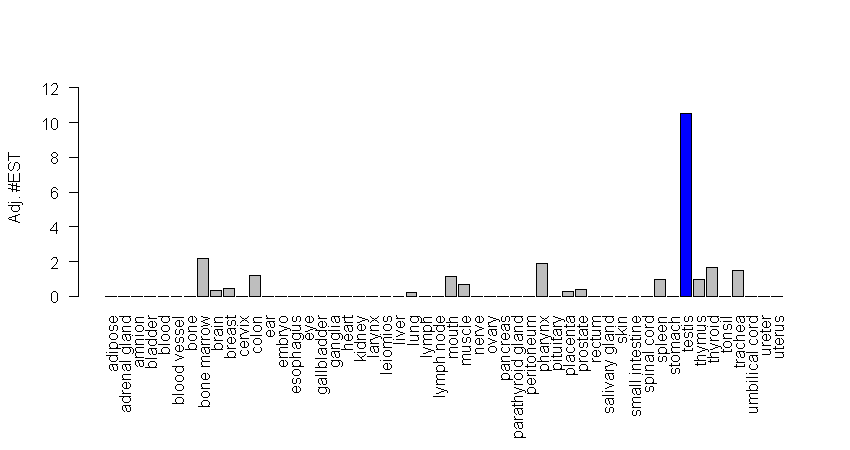 Adj. #EST
12
10
8
6
4
2
0
adipose
adrenal gland
amnion
bladder
blood
blood vessel
bone
bone marrow
brain
breast
cervix
colon
ear
embryo
esophagus
eye
gallbladder
ganglia
heart
kidney
larynx
leiomios
liver
lung
lymph
lymph node
mouth
muscle
nerve
ovary
pancreas
parathyroid gland
peritoneum
pharynx
pituitary
placenta
prostate
rectum
salivary gland
skin
small intestine
spinal cord
spleen
stomach
testis
thymus
thyroid
tonsil
trachea
umbilical cord
ureter
uterus